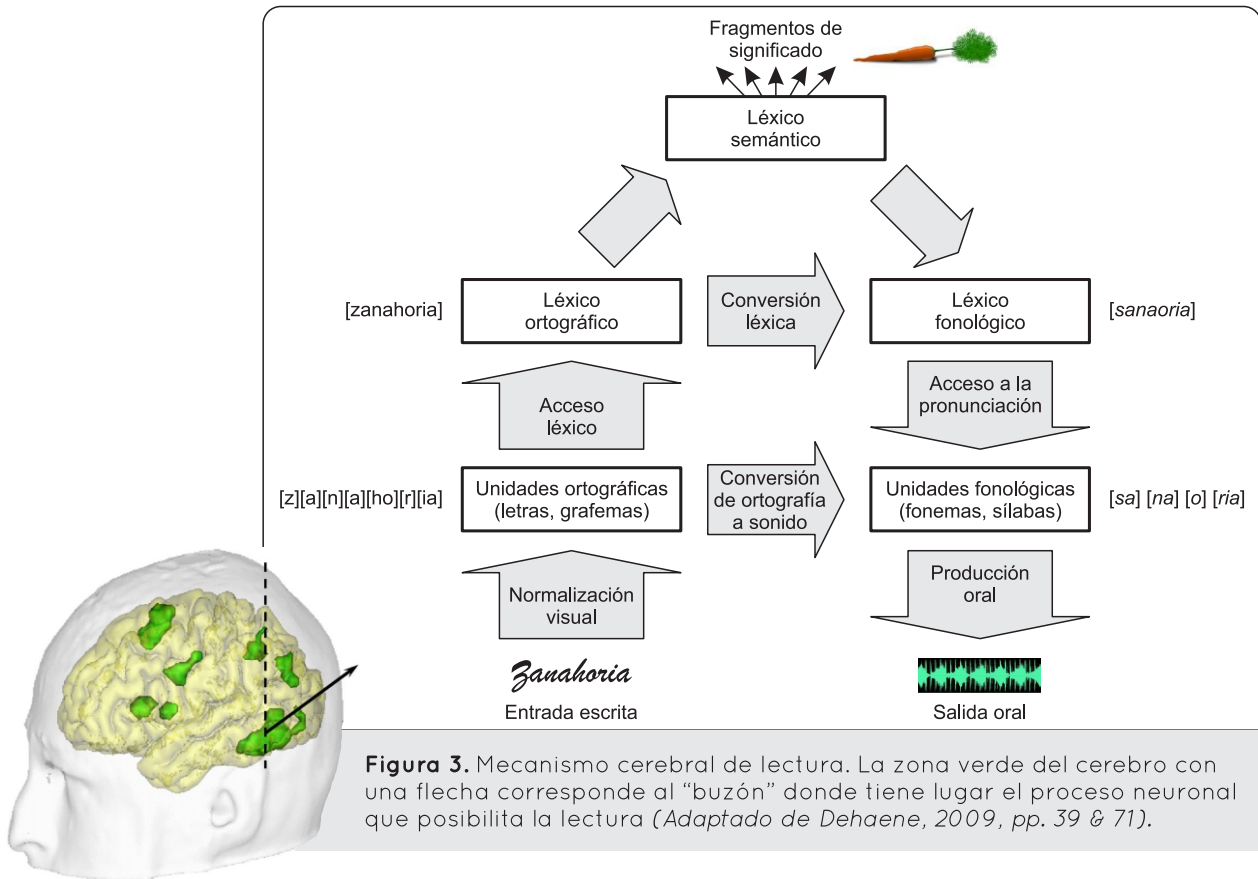 Fragmentos de
significado
Léxico
semántico
[zanahoria]
Léxico
ortográfico
Conversión
léxica
Léxico
fonológico
[sanaoria]
Acceso
léxico
Acceso a la
pronunciación
[z][a][n][a][ho][r][ia]
Unidades ortográficas
(letras, grafemas)
Conversión
de ortografía
a sonido
Unidades fonológicas
(fonemas, sílabas)
[sa] [na] [o] [ria]
Normalización
visual
Producción
oral
Zanahoria
Entrada escrita
Salida oral
Figura 3. Mecanismo cerebral de lectura. La zona verde del cerebro con
una flecha corresponde al “buzón” donde tiene lugar el proceso neuronal
que posibilita la lectura (Adaptado de Dehaene, 2009, pp. 39 & 71).